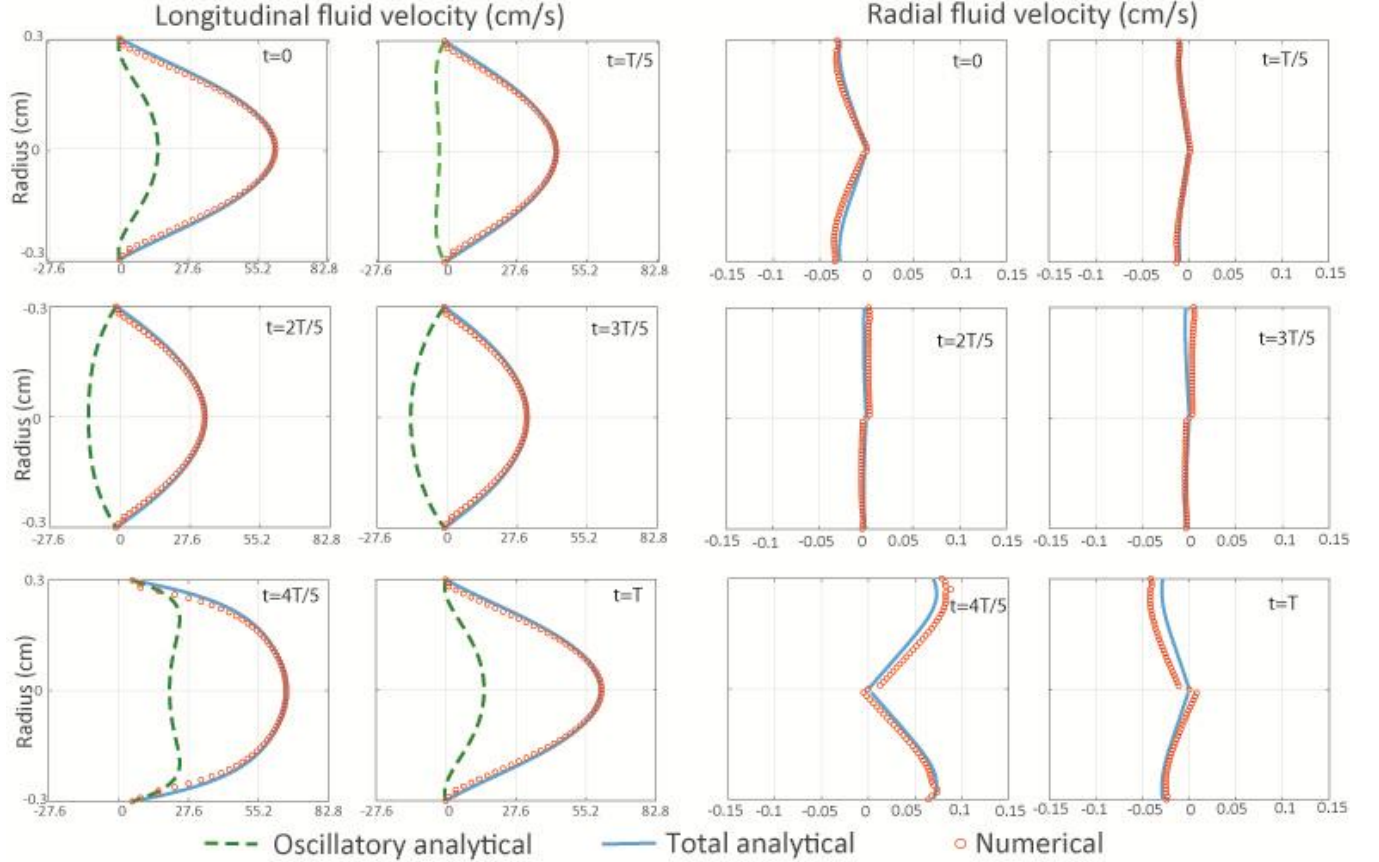 Longitudinal fluid velocity (cm/s)
Radial fluid velocity (cm/s)
0.3
0
-0.3
Radius (cm)
t=0
-27.6 0 27.6 55.2 82.8
t=T/5
-27.6 0 27.6 55.2 82.8
t=0
-0.15 -0.1 -0.05 0 0.05 0.1 0.15
t=T/5
-0.15 -0.1 -0.05 0 0.05 0.1 0.15
-0.3
0
-0.3
Radius (cm)
t=2T/5
-27.6 0 27.6 55.2 82.8
t=3T/5
-27.6 0 27.6 55.2 82.8
t=2T/5
-0.15 -0.1 -0.05 0 0.05 0.1 0.15
t=3T/5
-0.15 -0.1 -0.05 0 0.05 0.1 0.15
0.3
0
-0.3
Radius (cm)
t=4T/5
-27.6 0 27.6 55.2 82.8
t=T
-27.6 0 27.6 55.2 82.8
t=4T/5
-0.15 -0.1 -0.05 0 0.05 0.1 0.15
t=T
-0.15 -0.1 -0.05 0 0.05 0.1 0.15
Oscillatory analytical
Total analytical
Numerical